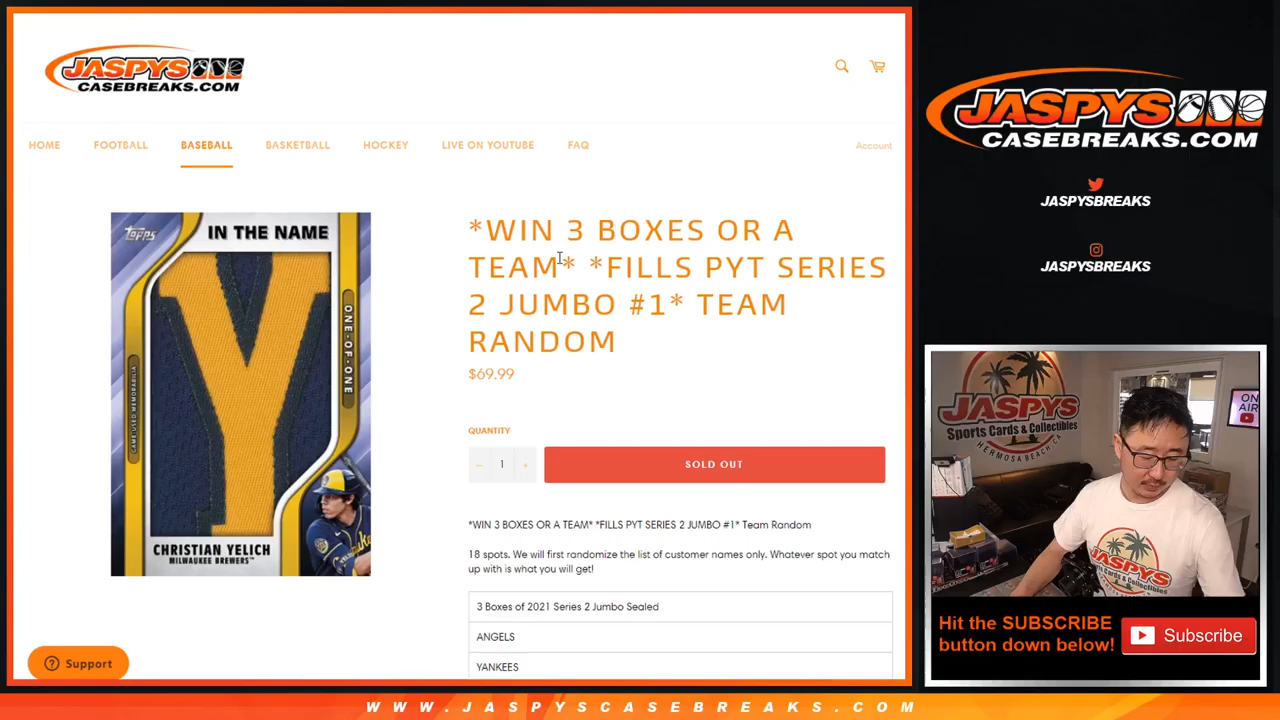 JASPYS
CASEBREAKS.COM
HOME FOOTBALL BASEBALL BASKETBALL HOCKEY LIVE ON YOUTUBE FAQ Account
Topps
IN THE NAME
ONE-OF-ONE
GAME-USED MEMORABILIA
Y
CHRISTIAN YELICH
MILWAUKEE BREWERS™
*WIN 3 BOXES OR A
TEAM* *FILLS PYT SERIES
2 JUMBO #1* TEAM
RANDOM
$69.99
QUANTITY
− 1 +
SOLD OUT
*WIN 3 BOXES OR A TEAM* *FILLS PYT SERIES 2 JUMBO #1* Team Random
18 spots. We will first randomize the list of customer names only. Whatever spot you match
up with is what you will get!
3 Boxes of 2021 Series 2 Jumbo Sealed
ANGELS
YANKEES
Support
JASPYS
CASEBREAKS.COM
JASPYSBREAKS
JASPYSBREAKS
JASPYS
Sports Cards & Collectibles
HERMOSA BEACH, CA
ON
AIR
JASPYS
Hit the SUBSCRIBE
button down below!
Subscribe
WWW.JASPYSCASEBREAKS.COM